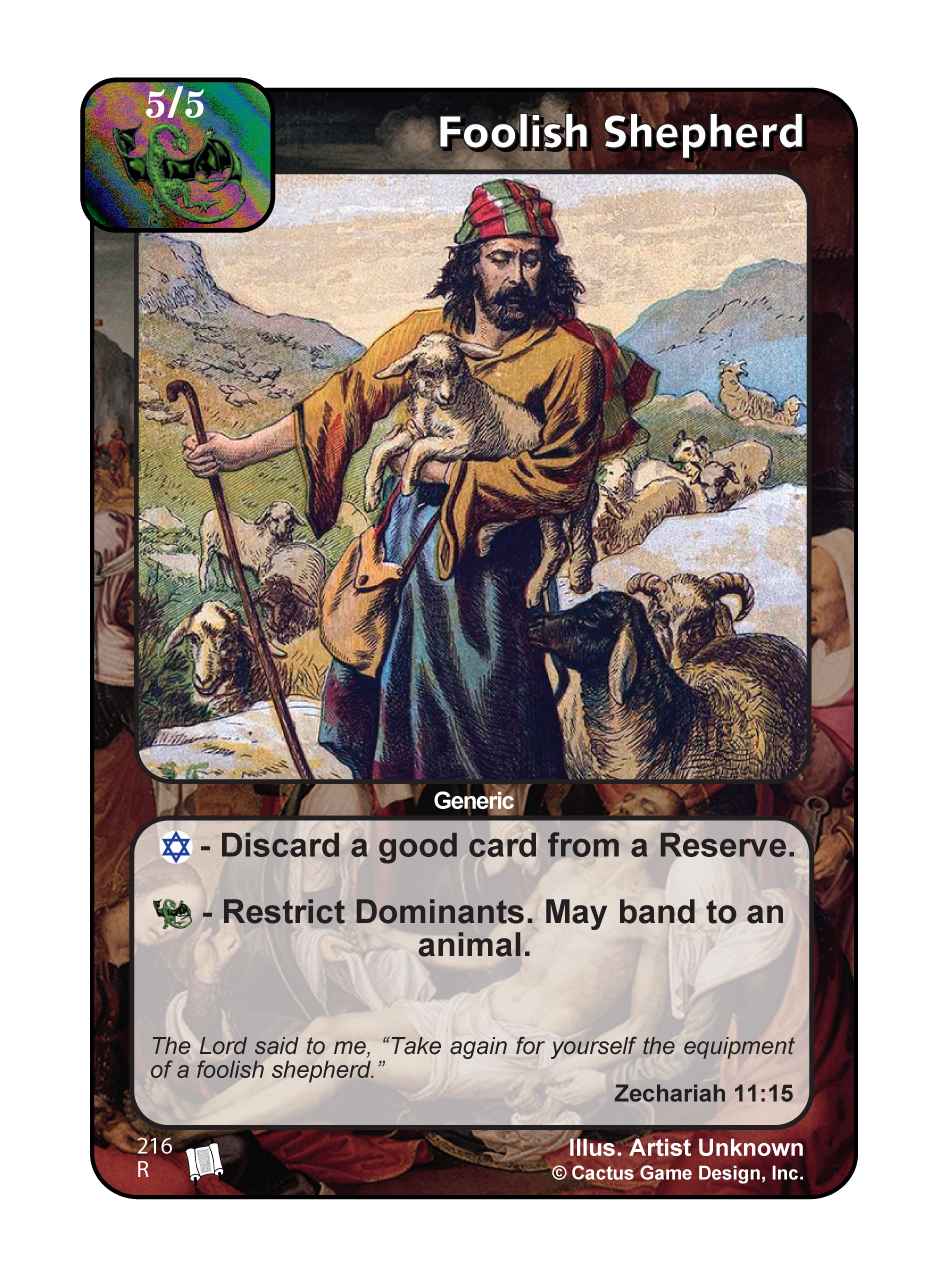 5/5
Foolish Shepherd
Generic
- Discard a good card from a Reserve.
- Restrict Dominants. May band to an
animal.
The Lord said to me, “Take again for yourself the equipment
of a foolish shepherd.”
Zechariah 11:15
216
R
Illus. Artist Unknown
© Cactus Game Design, Inc.